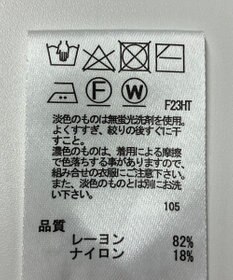 F W
F23HT
淡色のものは無蛍光洗剤を使用。
よくすすぎ、絞りの後すぐに干
すこと。
濃色のものは、着用による摩擦
で色落ちする事がありますので、
組み合せの衣服にご注意下さい。
また、淡色のものとは別にお洗
いください。
105
品質
レーヨン 82%
ナイロン 18%